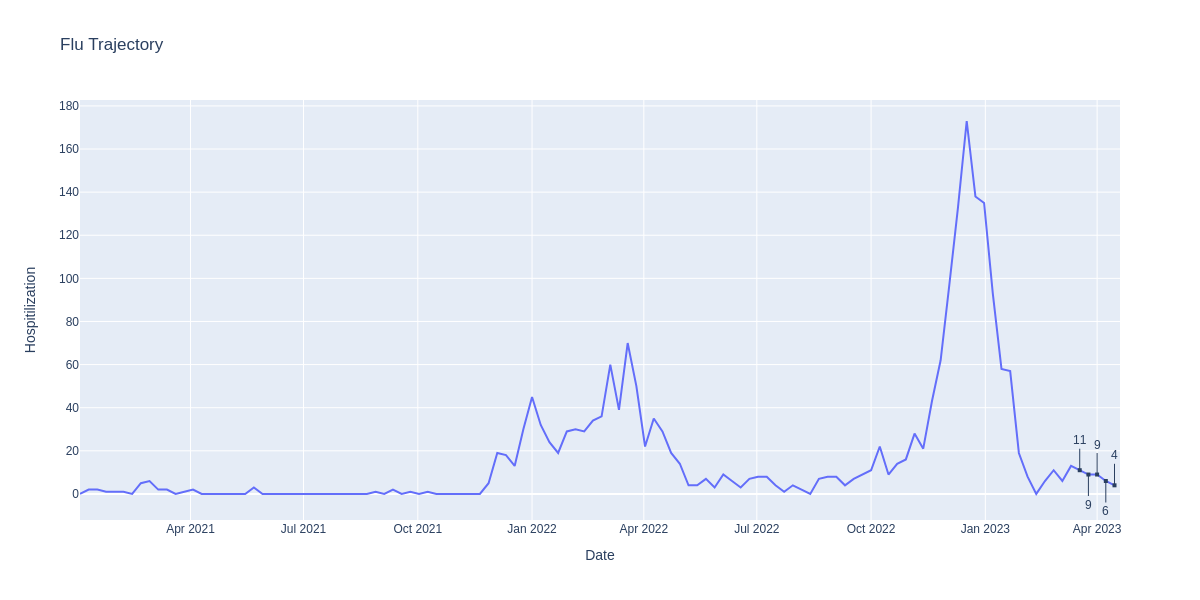 Flu Trajectory
Hospitilization
180
160
140
120
100
80
60
40
20
0
11
9
9
6
4
Apr 2021
Jul 2021
Oct 2021
Jan 2022
Apr 2022
Jul 2022
Oct 2022
Jan 2023
Apr 2023
Date